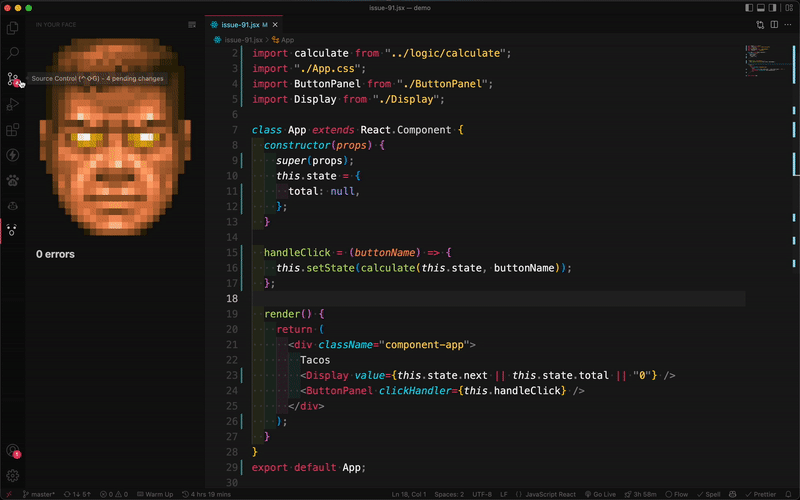 issue-91.jsx — demo
IN YOUR FACE
issue-91.jsx M
issue-91.jsx > App
Source Control (^⇧G) - 4 pending changes
0 errors
2 import calculate from "../logic/calculate";
3 import "./App.css";
4 import ButtonPanel from "./ButtonPanel";
5 import Display from "./Display";
6
7 class App extends React.Component {
8 constructor(props) {
9 super(props);
10 this.state = {
11 total: null,
12 };
13 }
14
15 handleClick = (buttonName) => {
16 this.setState(calculate(this.state, buttonName));
17 };
18
19 render() {
20 return (
21 <div className="component-app">
22 Tacos
23 <Display value={this.state.next || this.state.total || "0"} />
24 <ButtonPanel clickHandler={this.handleClick} />
25 </div>
26 );
27 }
28 }
29 export default App;
30
1
master* 1↓ 5↑ 0 0 Warm Up 4 hrs 19 mins Ln 18, Col 1 Spaces: 2 UTF-8 LF {} JavaScript React Go Live 3h 58m Flow Spell Prettier